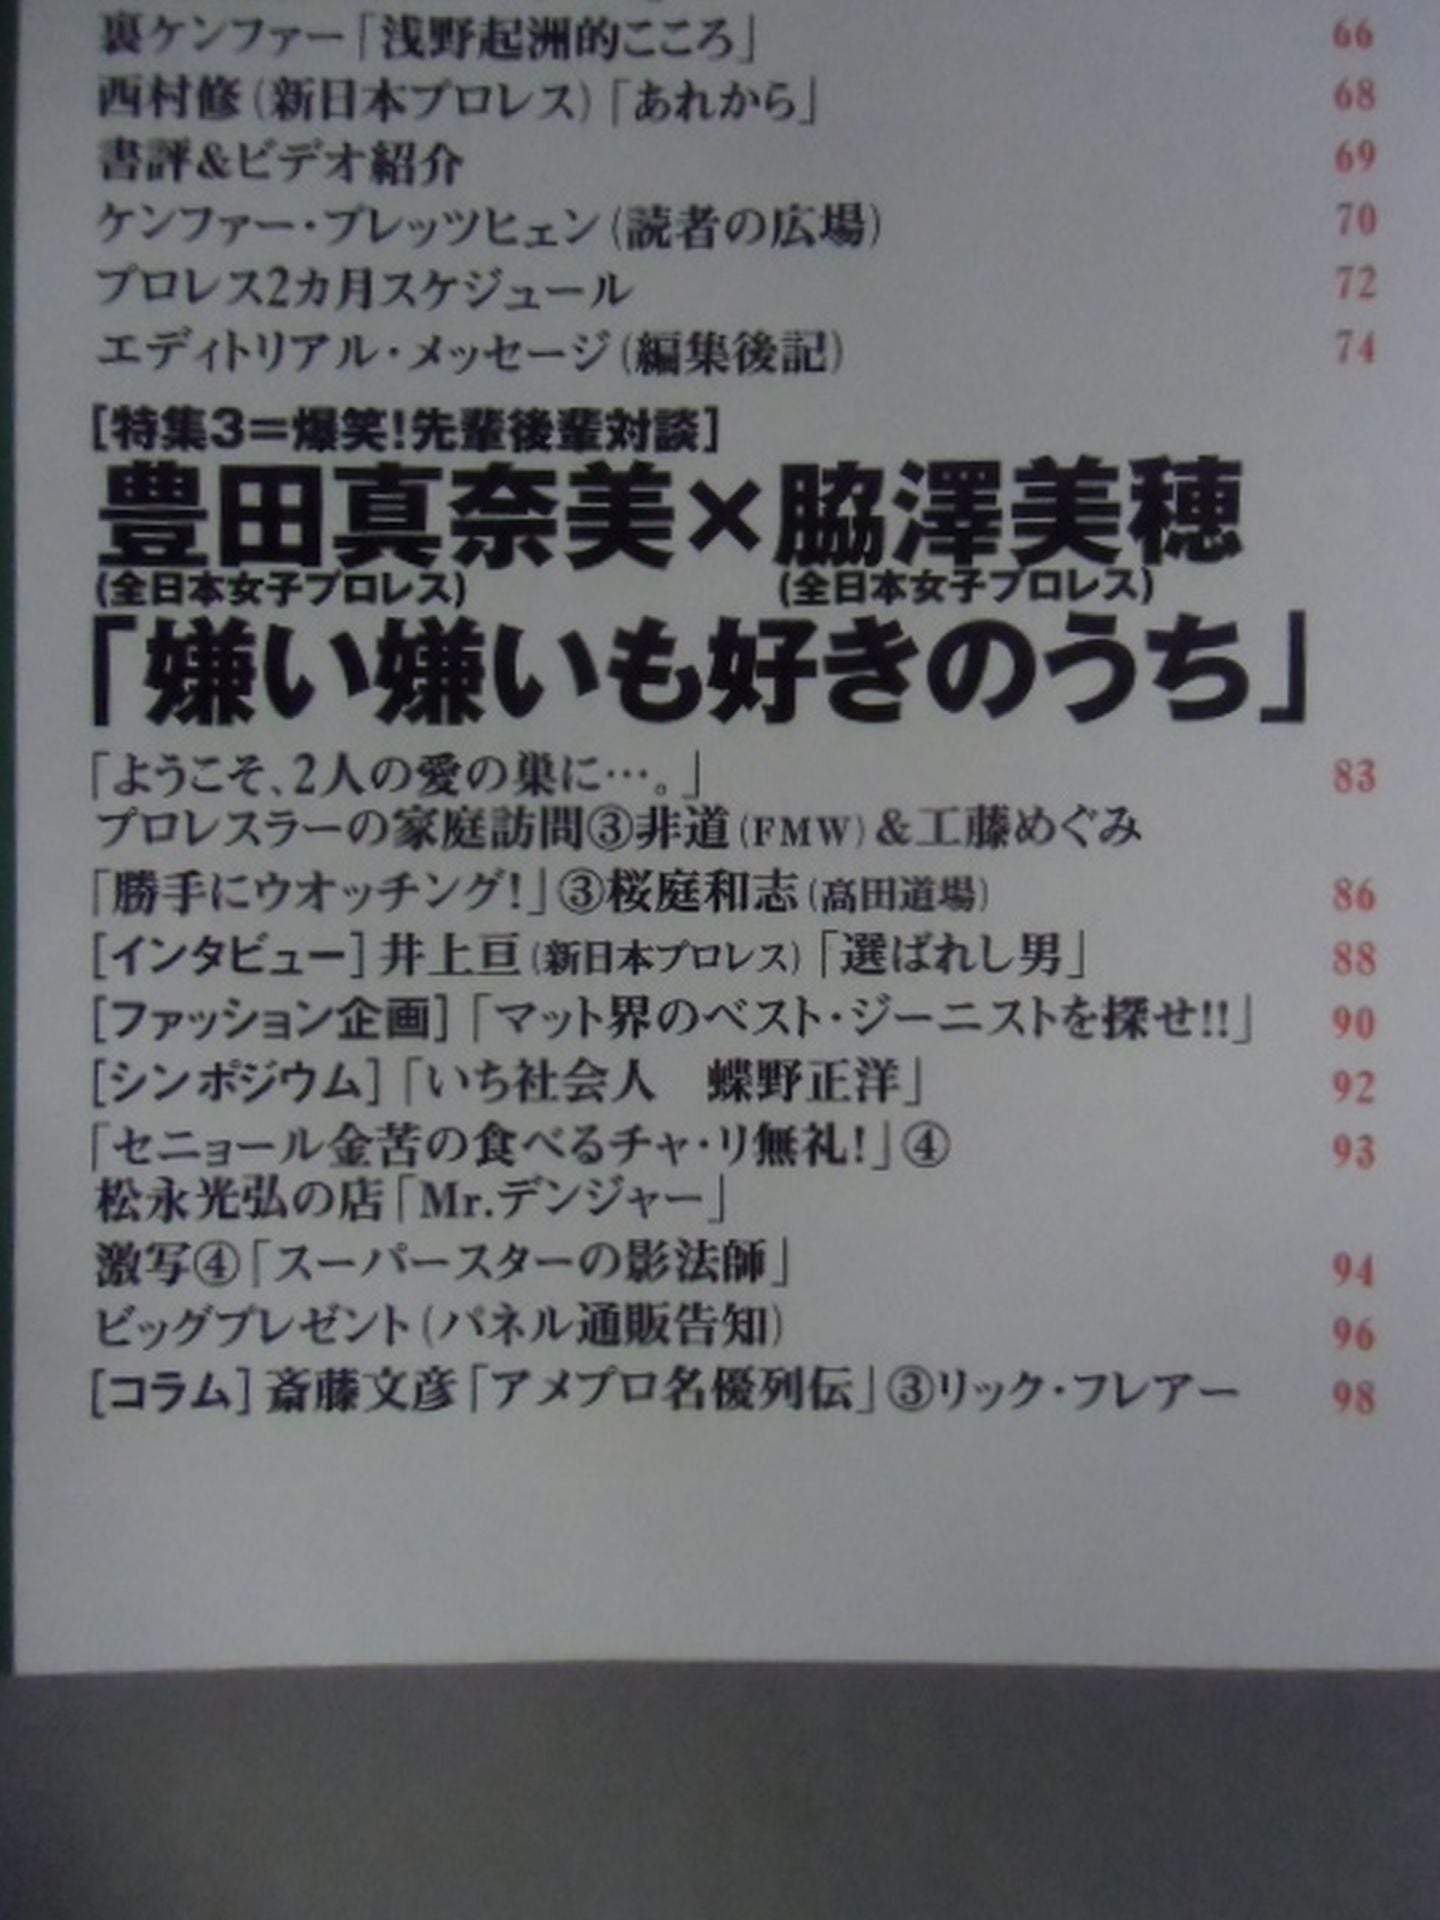 裏ケンファー「浅野起洲的こころ」 66
西村修(新日本プロレス)「あれから」 68
書評&ビデオ紹介 69
ケンファー・プレッツヒェン(読者の広場) 70
プロレス2カ月スケジュール 72
エディトリアル・メッセージ(編集後記) 74
[特集3=爆笑!先輩後輩対談]
豊田真奈美×脇澤美穂
(全日本女子プロレス) (全日本女子プロレス)
「嫌い嫌いも好きのうち」
「ようこそ、2人の愛の巣に…。」 83
プロレスラーの家庭訪問③非道(FMW)&工藤めぐみ
「勝手にウオッチング!」③桜庭和志(高田道場) 86
[インタビュー]井上亘(新日本プロレス)「選ばれし男」 88
[ファッション企画]「マット界のベスト・ジーニストを探せ!!」 90
[シンポジウム]「いち社会人　蝶野正洋」 92
「セニョール金苦の食べるチャ・リ無礼!」④ 93
松永光弘の店「Mr.デンジャー」
激写④「スーパースターの影法師」 94
ビッグプレゼント(パネル通販告知) 96
[コラム]斎藤文彦「アメプロ名優列伝」③リック・フレアー 98